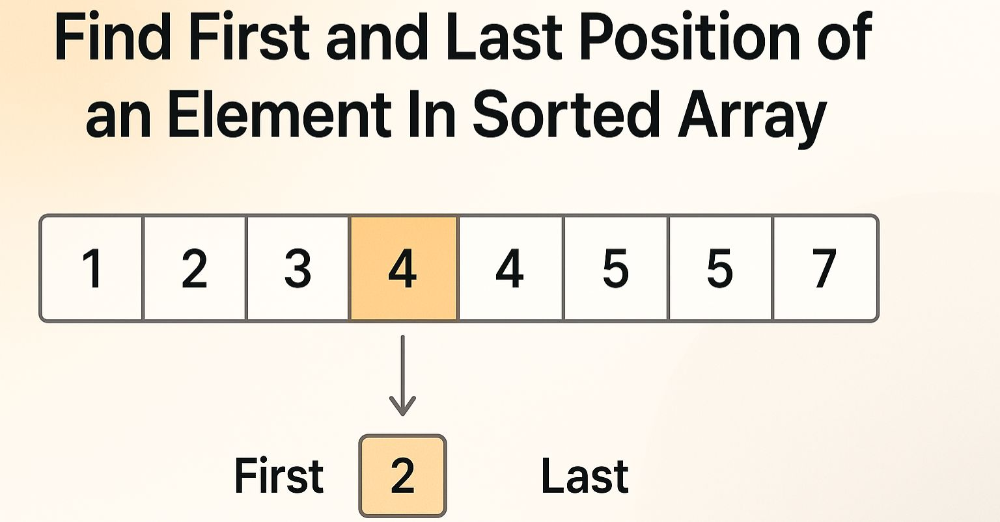 Find First and Last Position of
an Element In Sorted Array
1 2 3 4 4 5 5 7
First 2 Last